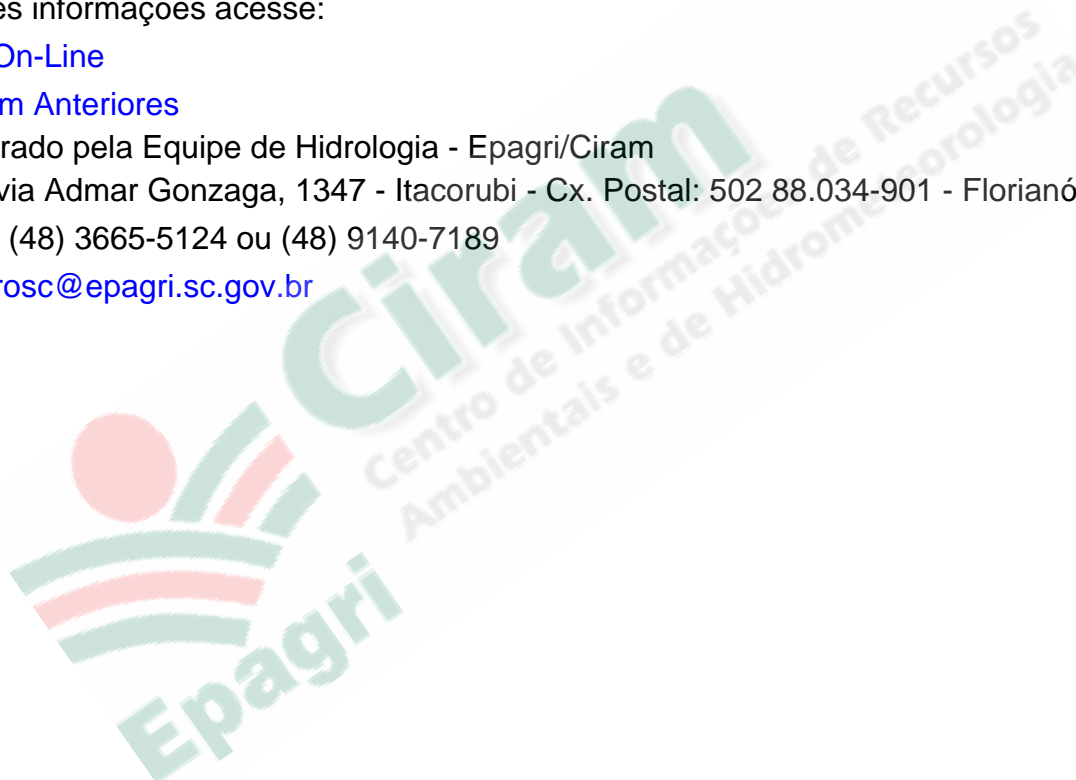 es informações acesse:
On-Line
m Anteriores
rado pela Equipe de Hidrologia - Epagri/Ciram
via Admar Gonzaga, 1347 - Itacorubi - Cx. Postal: 502 88.034-901 - Florianó
(48) 3665-5124 ou (48) 9140-7189
rosc@epagri.sc.gov.br
Ciram
Centro de Informações de Recursos
Ambientais e de Hidrometeorologia
Epagri